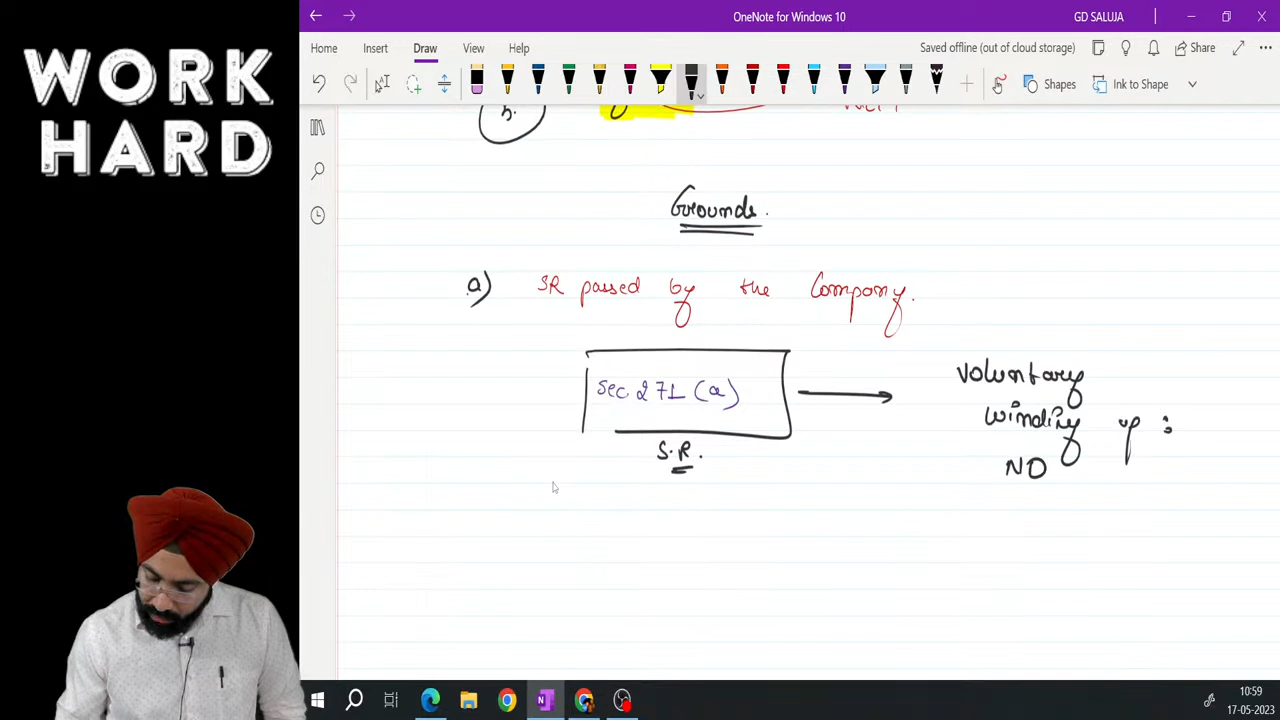 WORK
HARD
OneNote for Windows 10
GD SALUJA
Home Insert Draw View Help
Saved offline (out of cloud storage)
Share
Shapes
Ink to Shape
h.
Grounds.
a) SR passed by the Company.
Sec 271 (a)
S.R.
Voluntary
winding up :
NO
10:59
17-05-2023